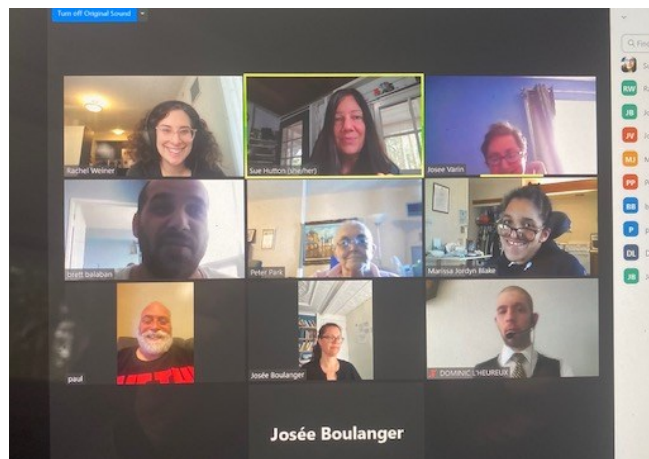 Turn off Original Sound
Find
Rachel Weiner
Sue Hutton (she/her)
Josee Varin
brett balaban
Peter Park
Marissa Jordyn Blake
paul
Josée Boulanger
DOMINIC L'HEUREUX
Josée Boulanger
RW
JB
JV
MJ
PP
BB
P
DL
JB